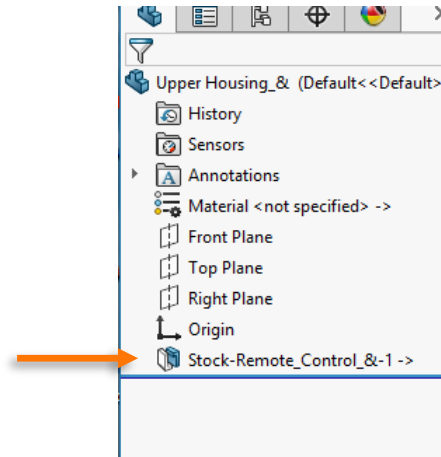 Upper Housing_& (Default<<Default>
History
Sensors
Annotations
Material <not specified> ->
Front Plane
Top Plane
Right Plane
Origin
Stock-Remote_Control_&-1 ->